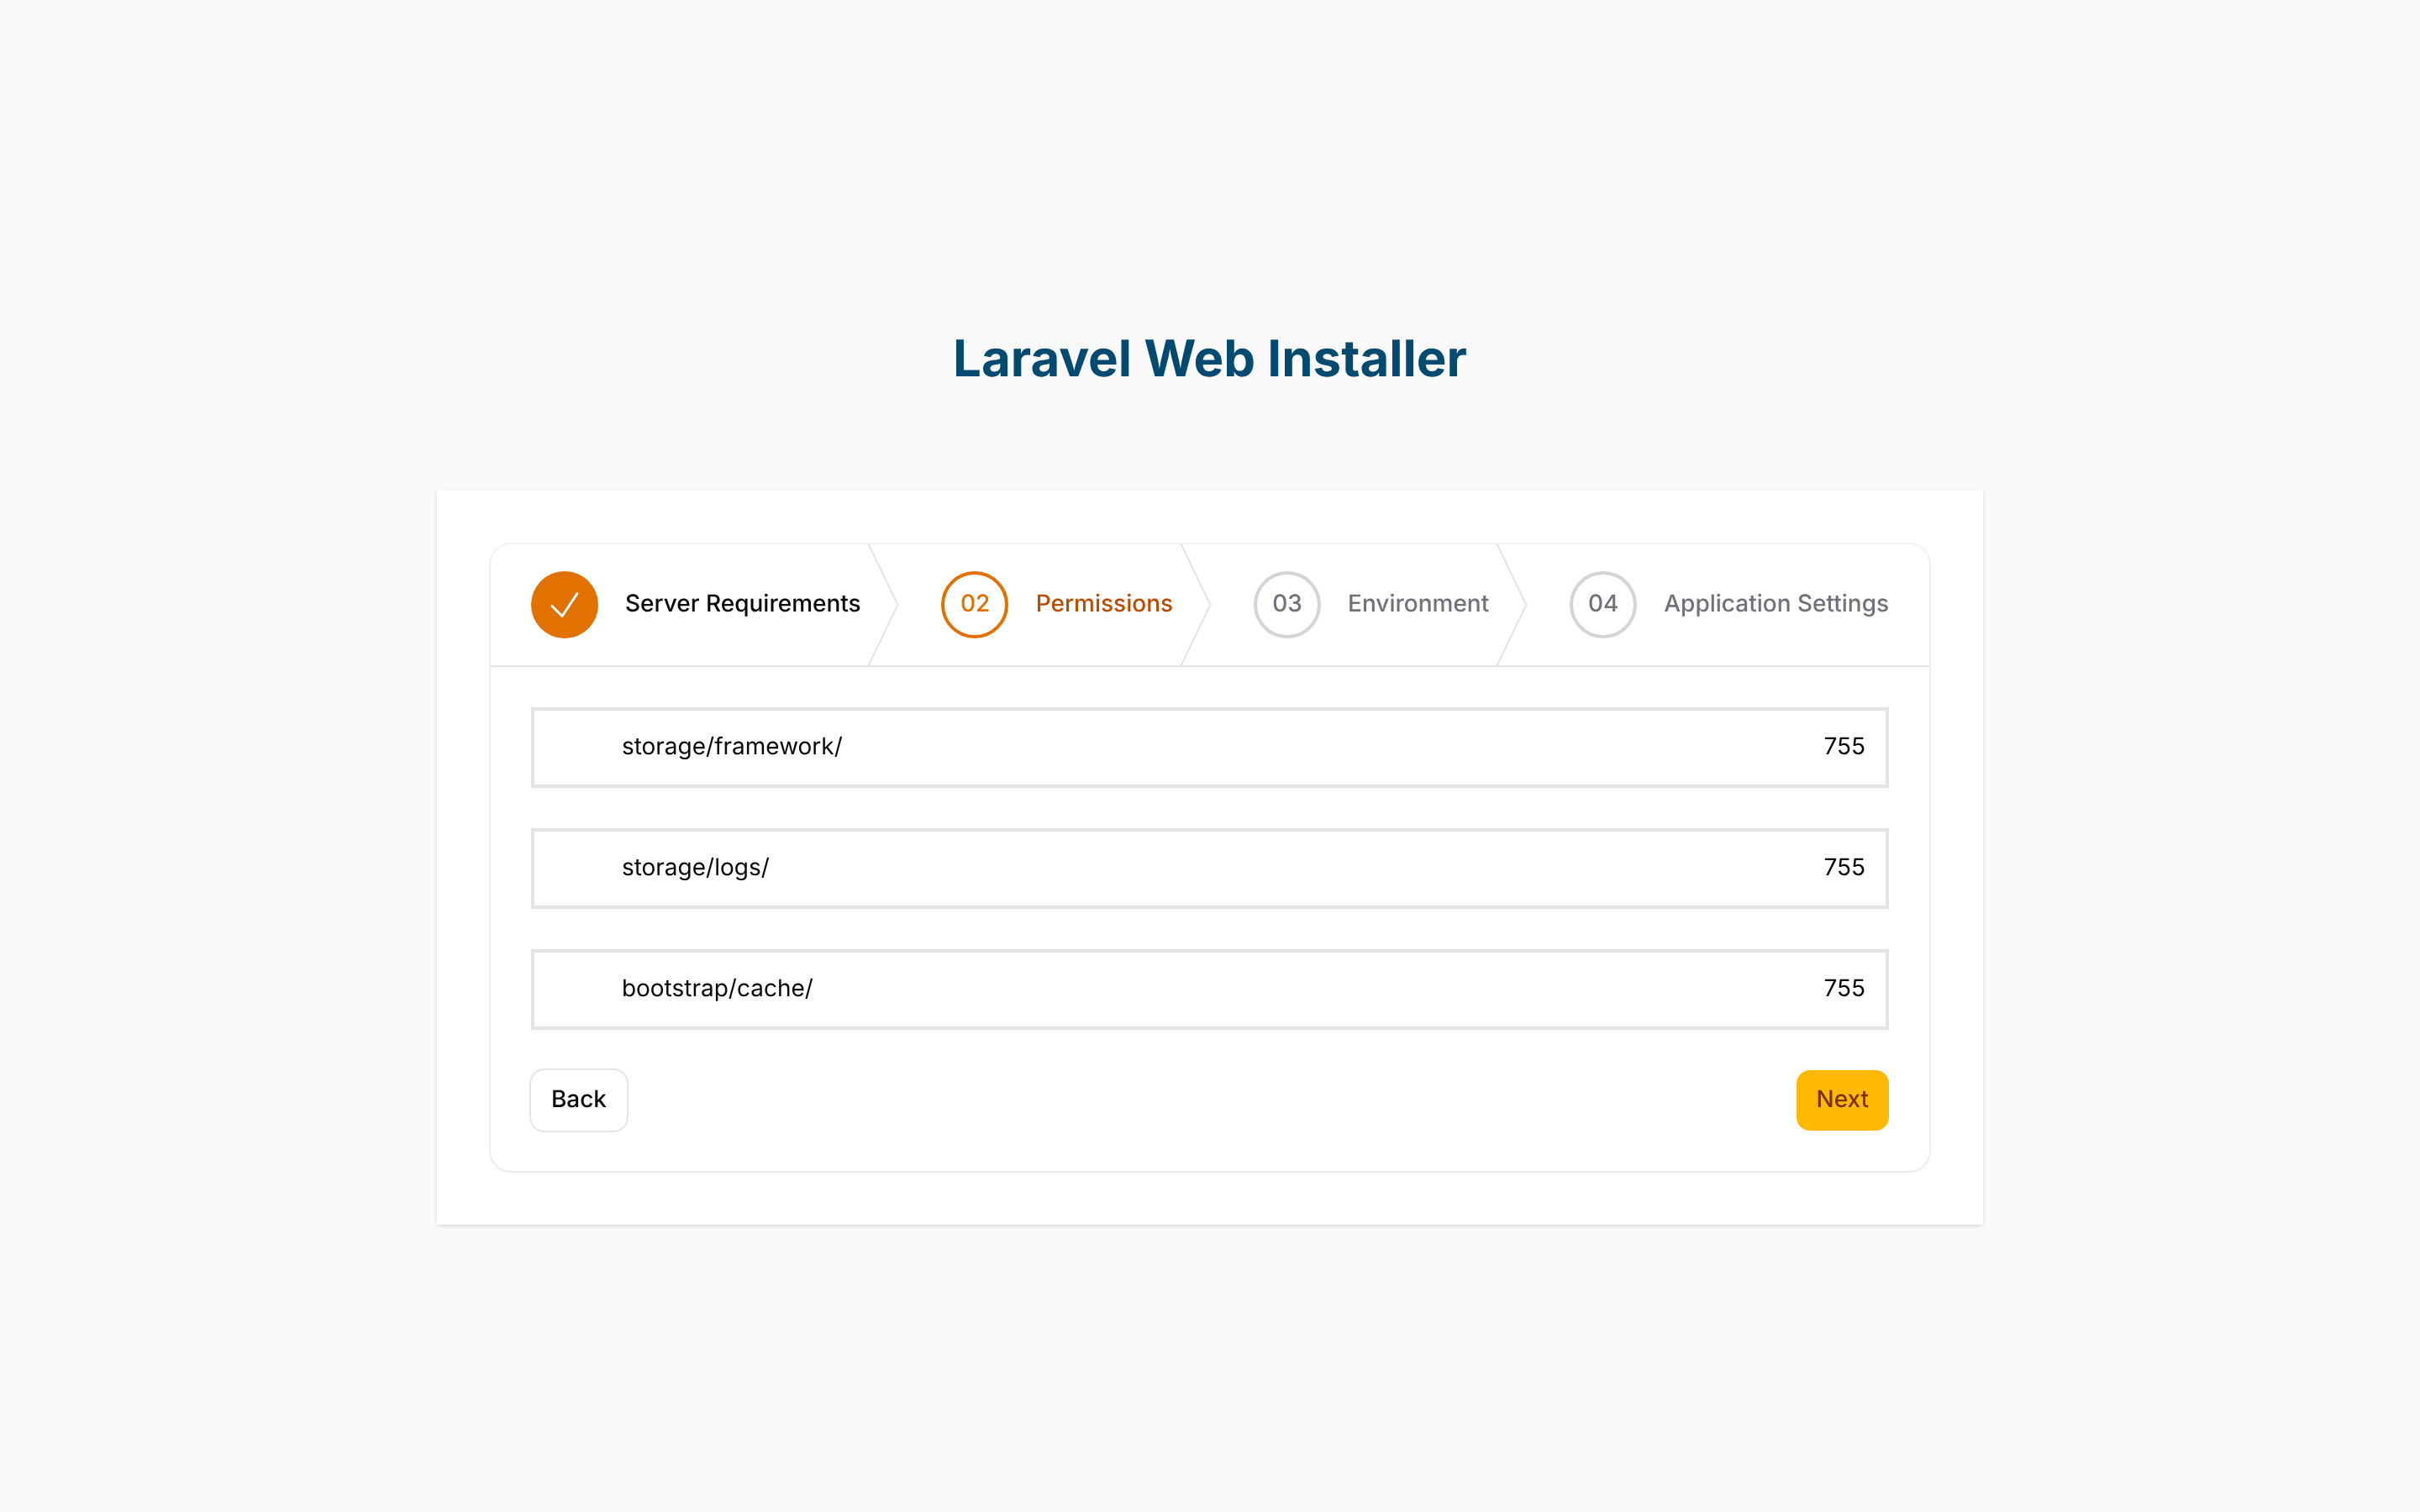 Laravel Web Installer
Server Requirements
02 Permissions
03 Environment
04 Application Settings
storage/framework/ 755
storage/logs/ 755
bootstrap/cache/ 755
Back
Next